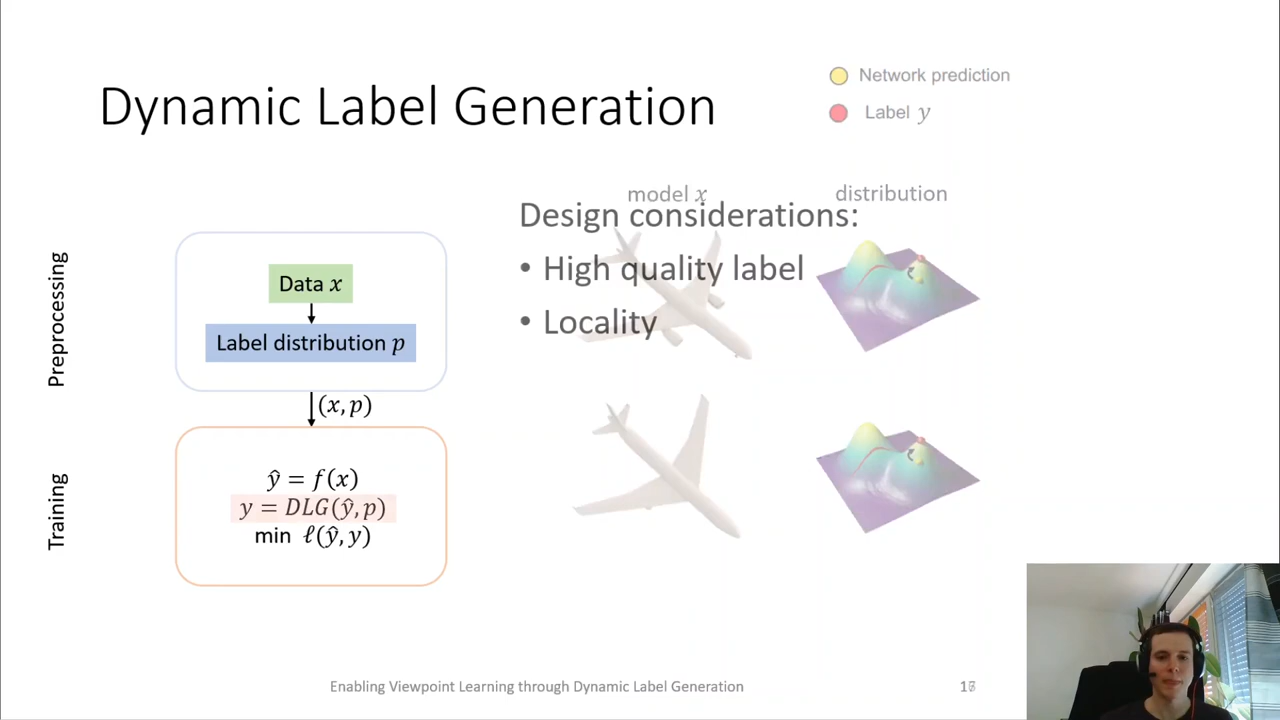 Dynamic Label Generation
Network prediction
Label y
model x
distribution
Design considerations:
• High quality label
• Locality
Preprocessing
Data x
Label distribution p
(x, p)
Training
ŷ = f(x)
y = DLG(ŷ, p)
min ℓ(ŷ, y)
Enabling Viewpoint Learning through Dynamic Label Generation